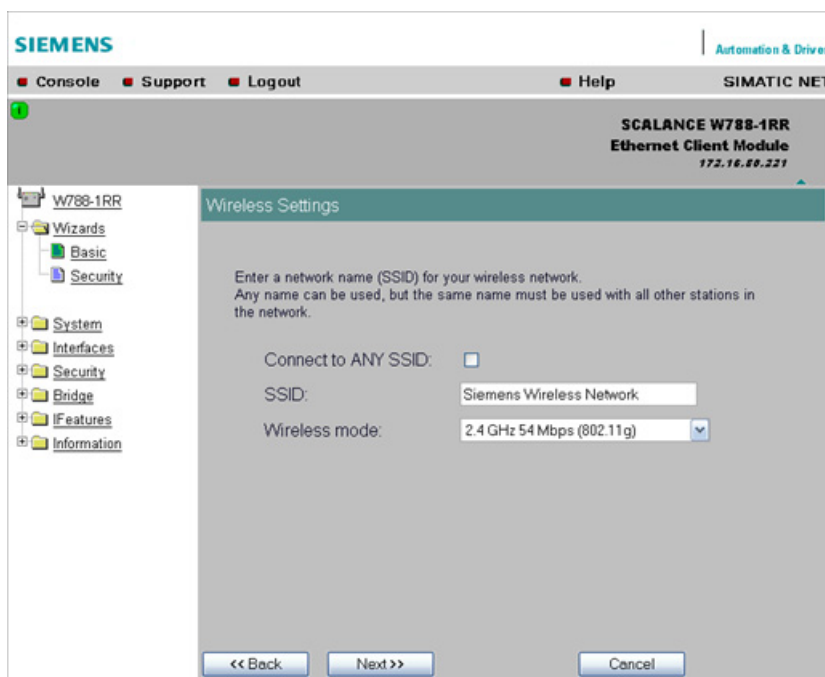 SIEMENS
Automation & Drive
Console Support Logout Help SIMATIC NET
SCALANCE W788-1RR
Ethernet Client Module
172.16.80.221
W788-1RR
Wizards
Basic
Security
System
Interfaces
Security
Bridge
IFeatures
Information
Wireless Settings
Enter a network name (SSID) for your wireless network.
Any name can be used, but the same name must be used with all other stations in
the network.
Connect to ANY SSID:
SSID: Siemens Wireless Network
Wireless mode: 2.4 GHz 54 Mbps (802.11g)
<< Back Next >> Cancel